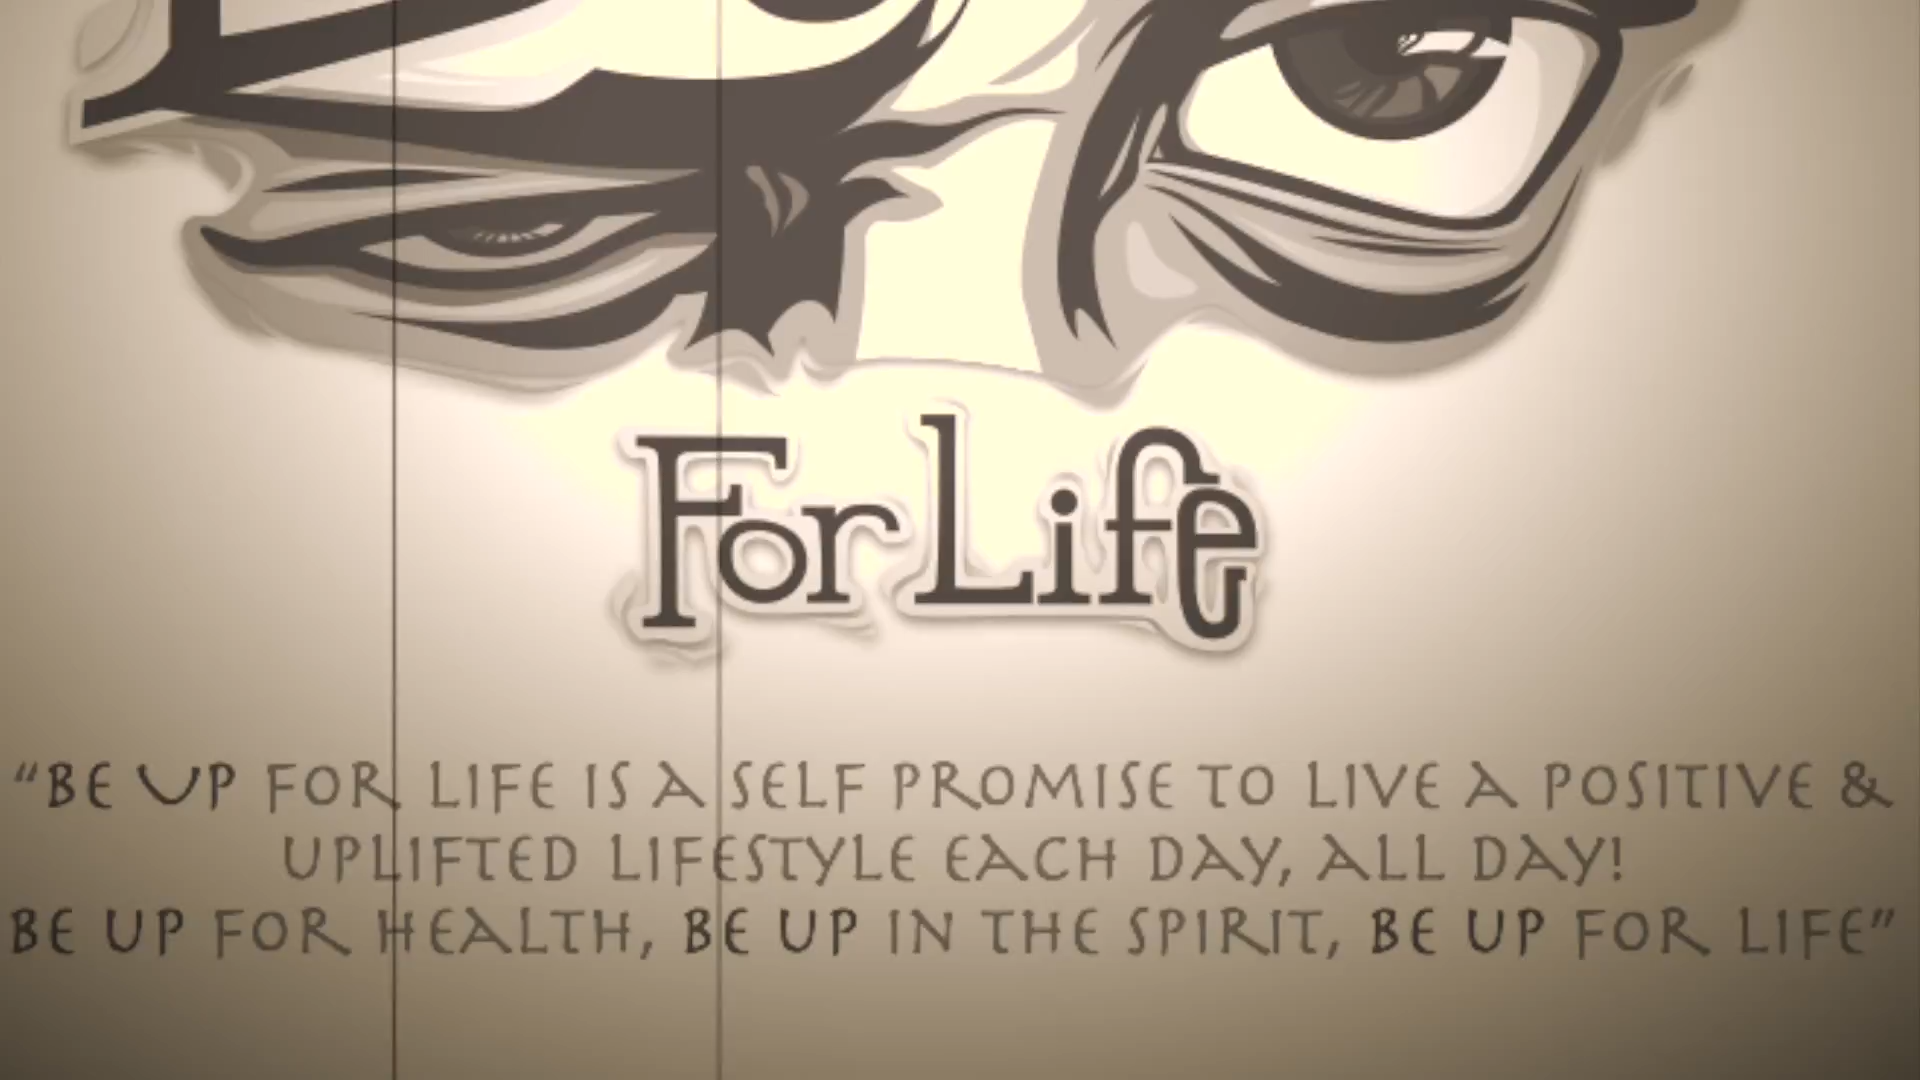 For Life
“BE UP FOR LIFE IS A SELF PROMISE TO LIVE A POSITIVE &
UPLIFTED LIFESTYLE EACH DAY, ALL DAY!
BE UP FOR HEALTH, BE UP IN THE SPIRIT, BE UP FOR LIFE”